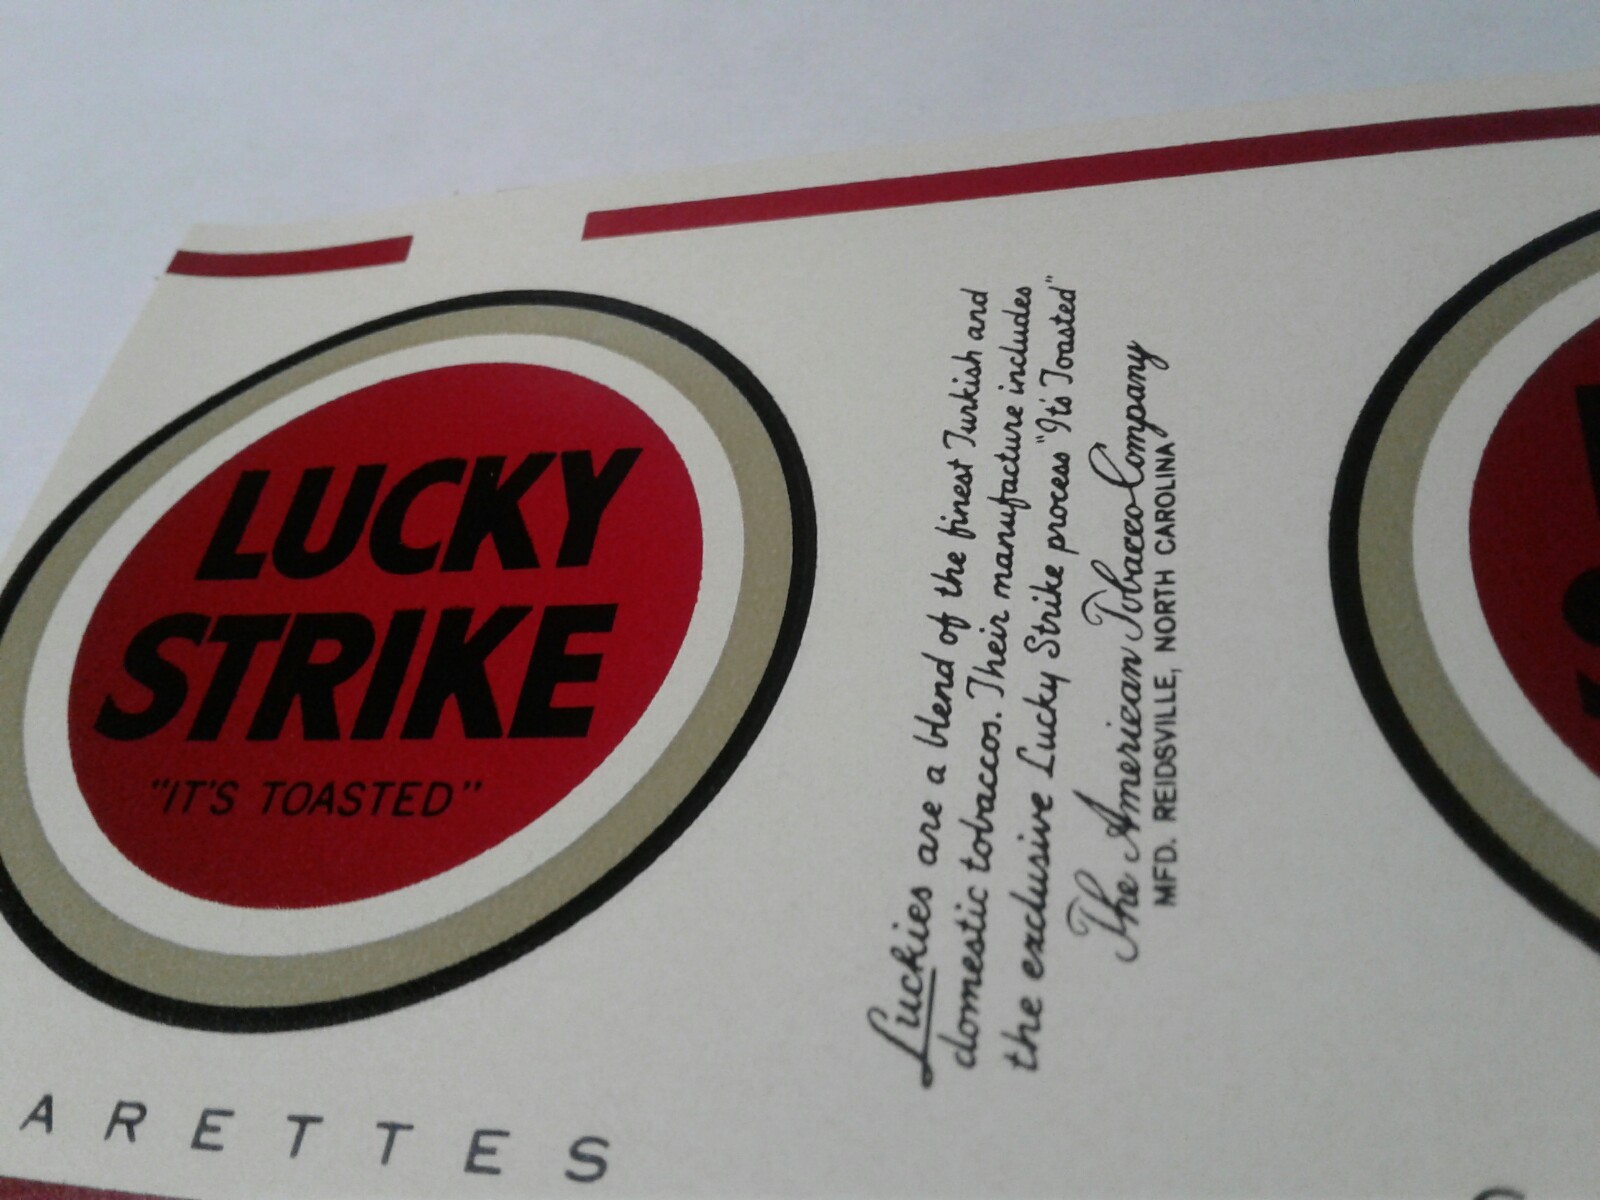 LUCKY
STRIKE
"IT'S TOASTED"
ARETTES
Luckies are a blend of the finest Turkish and
domestic tobaccos. Their manufacture includes
the exclusive Lucky Strike process "It's Toasted"
The American Tobacco Company
MFD. REIDSVILLE, NORTH CAROLINA